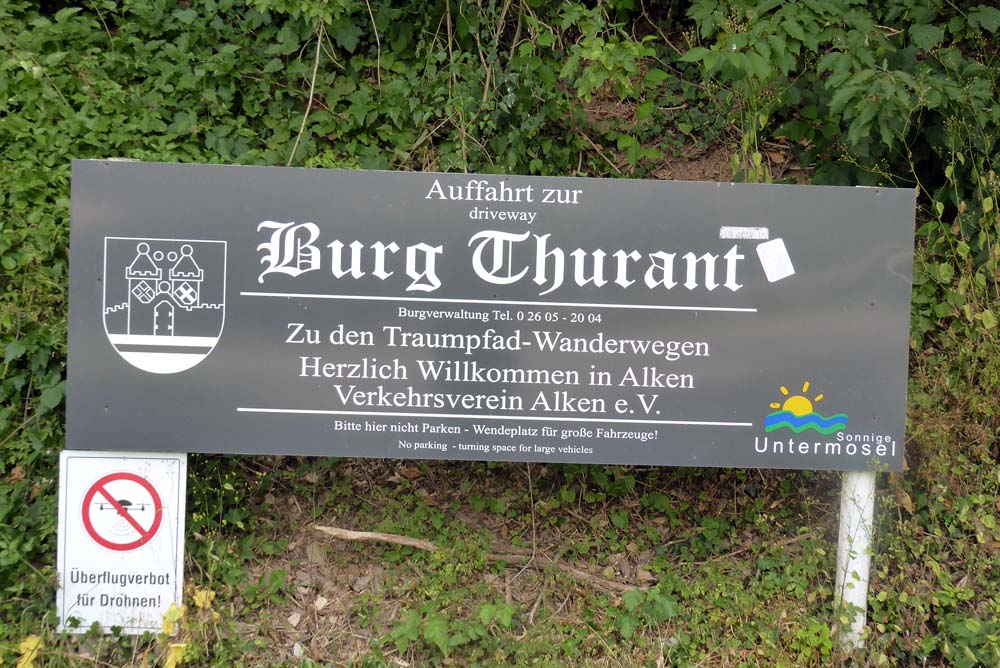 Auffahrt zur
driveway
Burg Thurant
Burgverwaltung Tel. 0 26 05 - 20 04
Zu den Traumpfad-Wanderwegen
Herzlich Willkommen in Alken
Verkehrsverein Alken e.V.
Bitte hier nicht Parken - Wendeplatz für große Fahrzeuge!
No parking - turning space for large vehicles
Sonnige
Untermosel
Überflugverbot
für Drohnen!